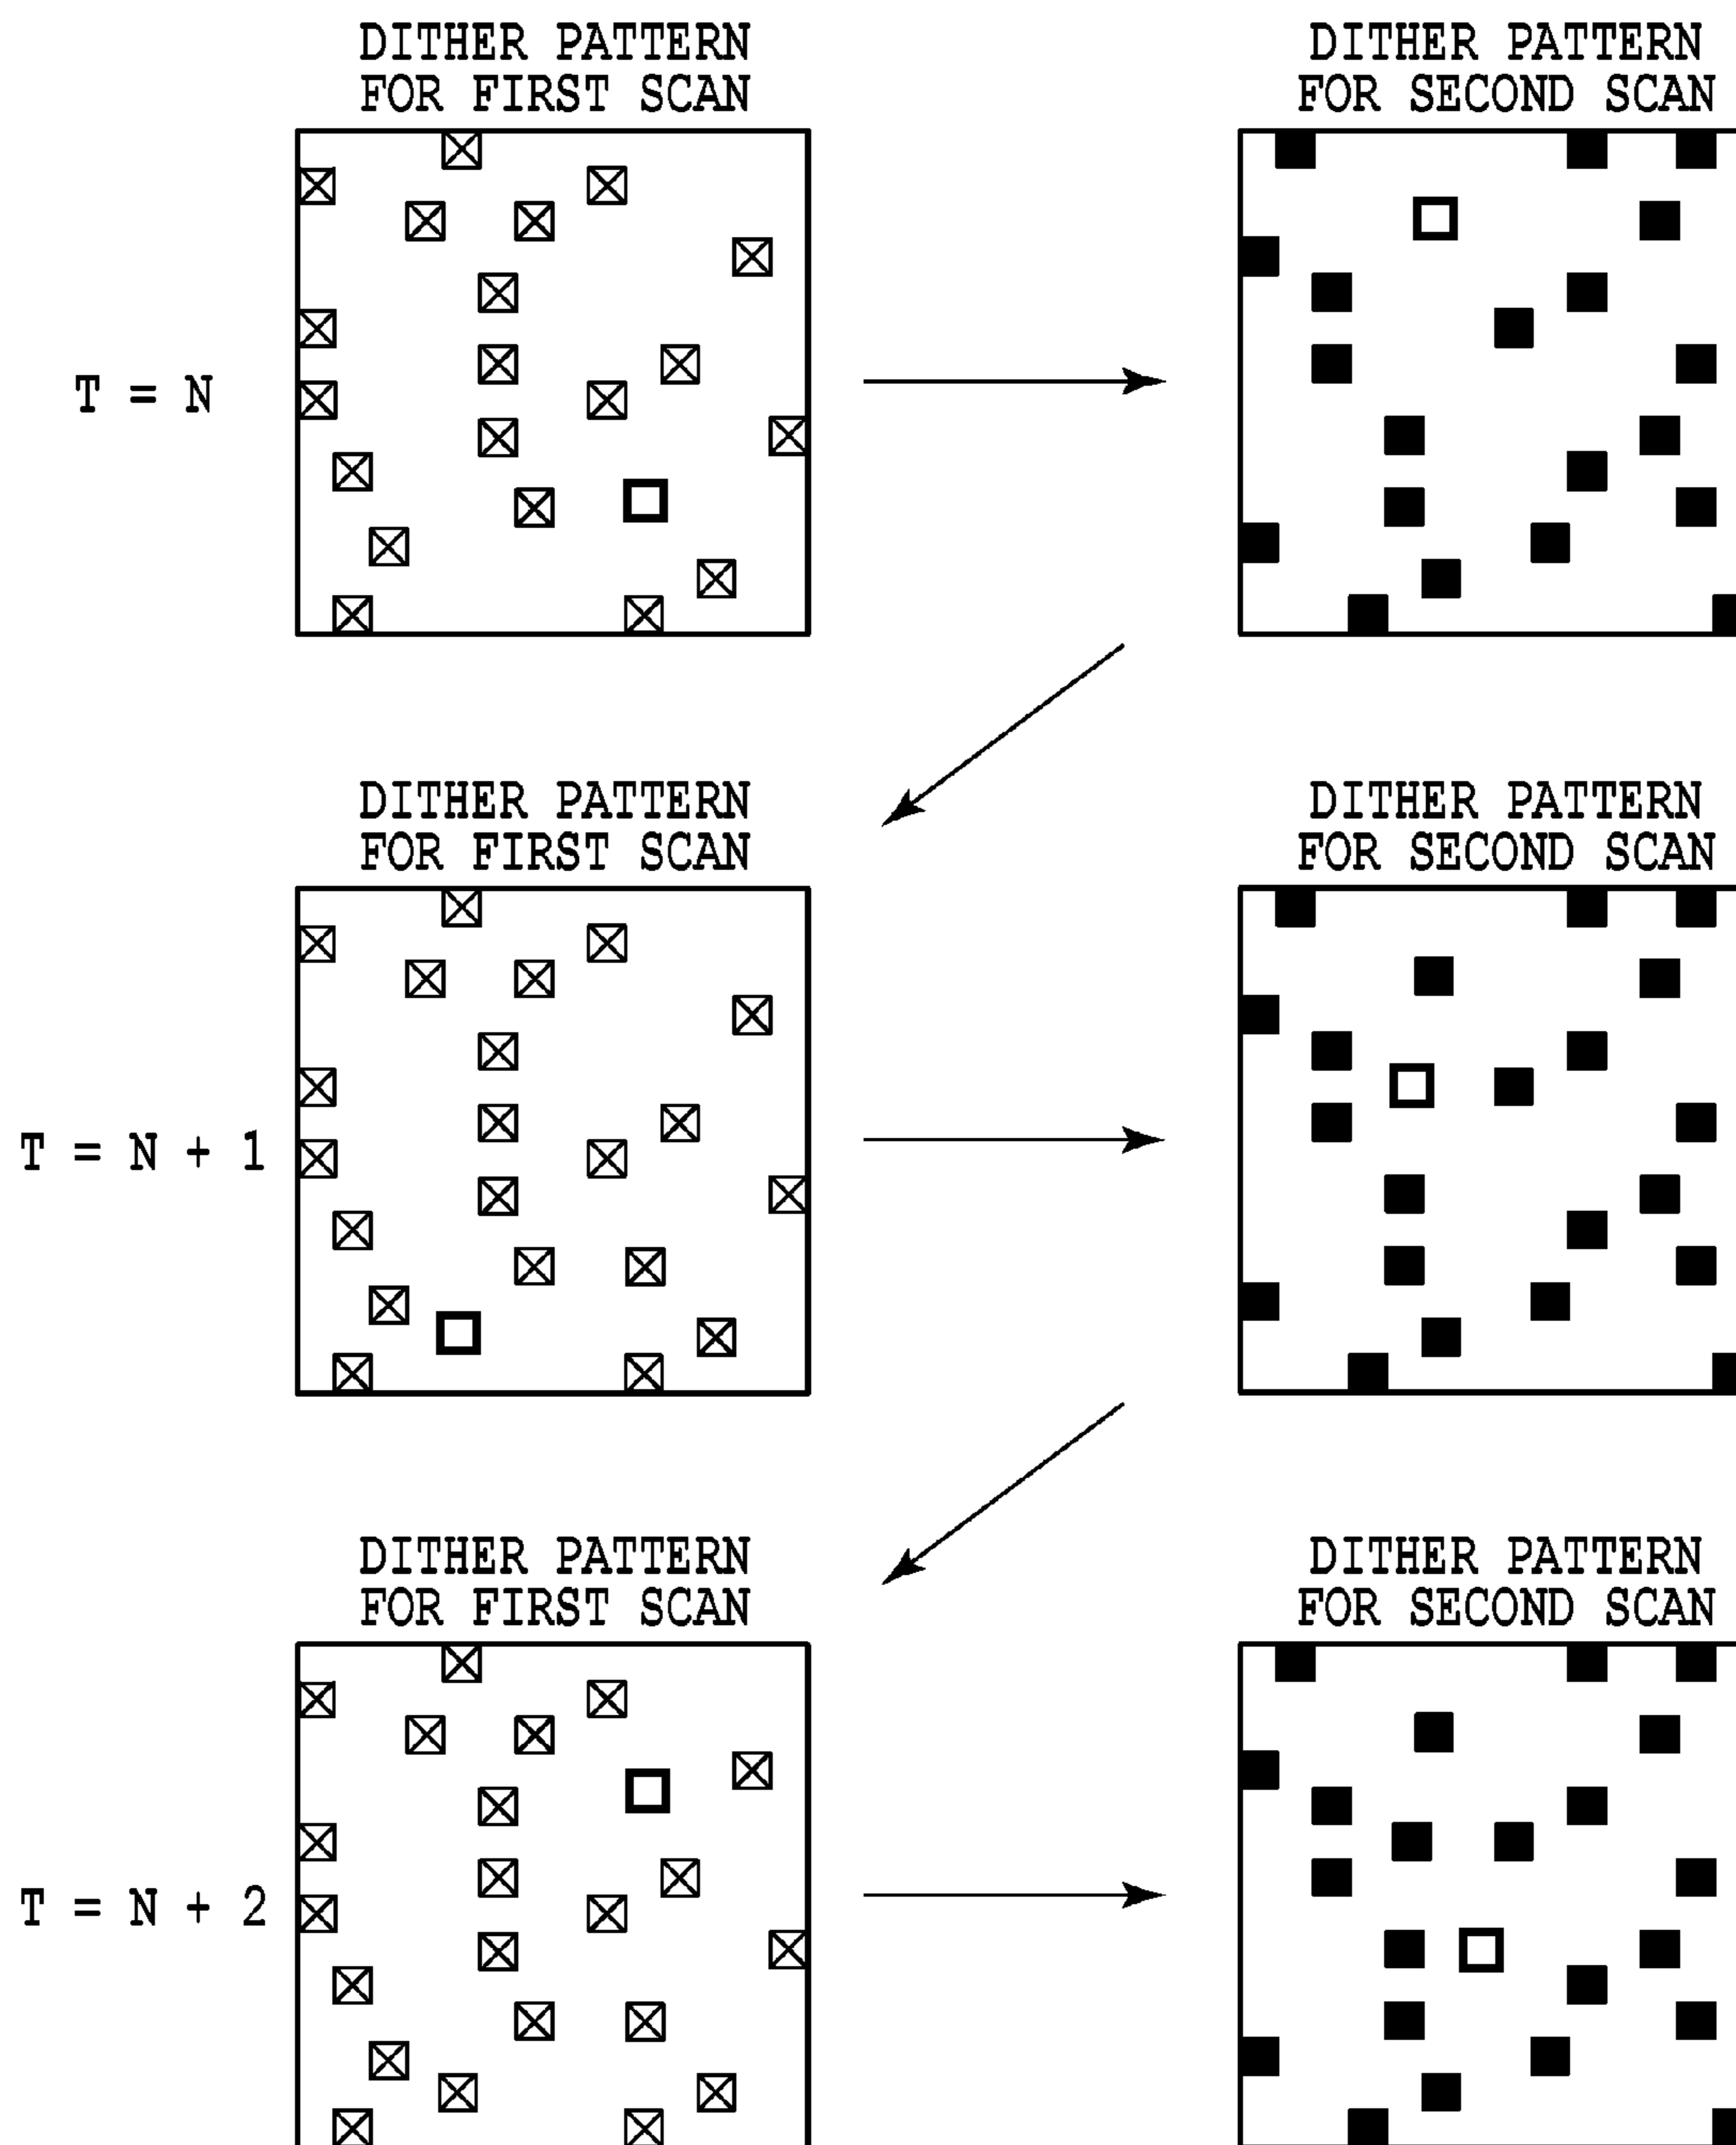 DITHER PATTERN
FOR FIRST SCAN
DITHER PATTERN
FOR SECOND SCAN
T = N
DITHER PATTERN
FOR FIRST SCAN
DITHER PATTERN
FOR SECOND SCAN
T = N + 1
DITHER PATTERN
FOR FIRST SCAN
DITHER PATTERN
FOR SECOND SCAN
T = N + 2